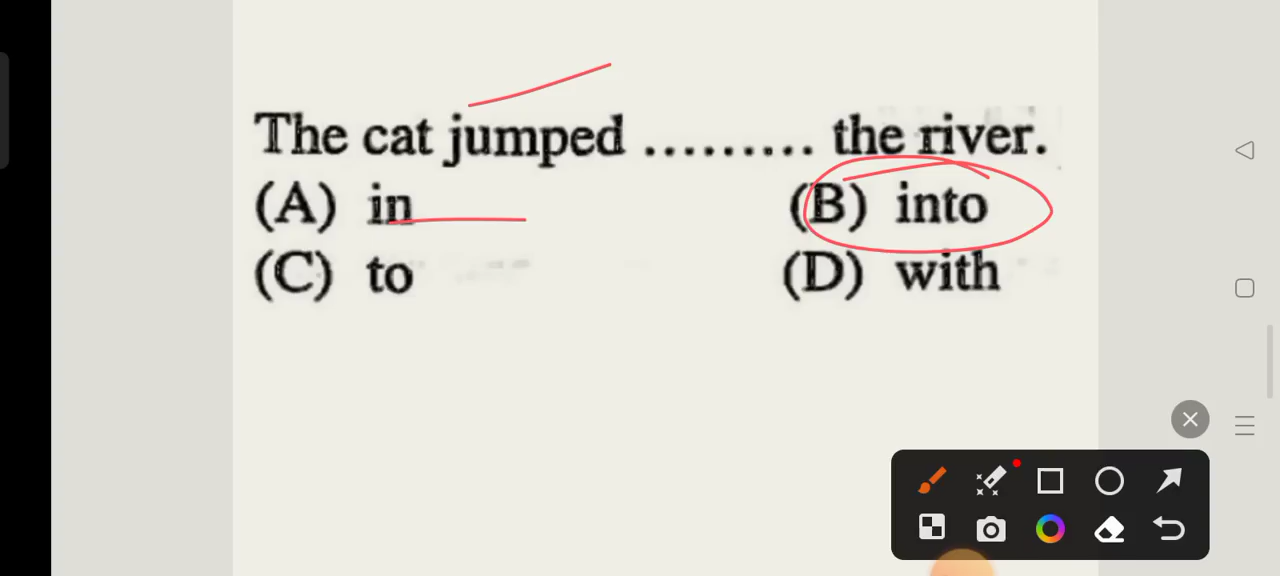 The cat jumped ......... the river.
(A) in (B) into
(C) to (D) with